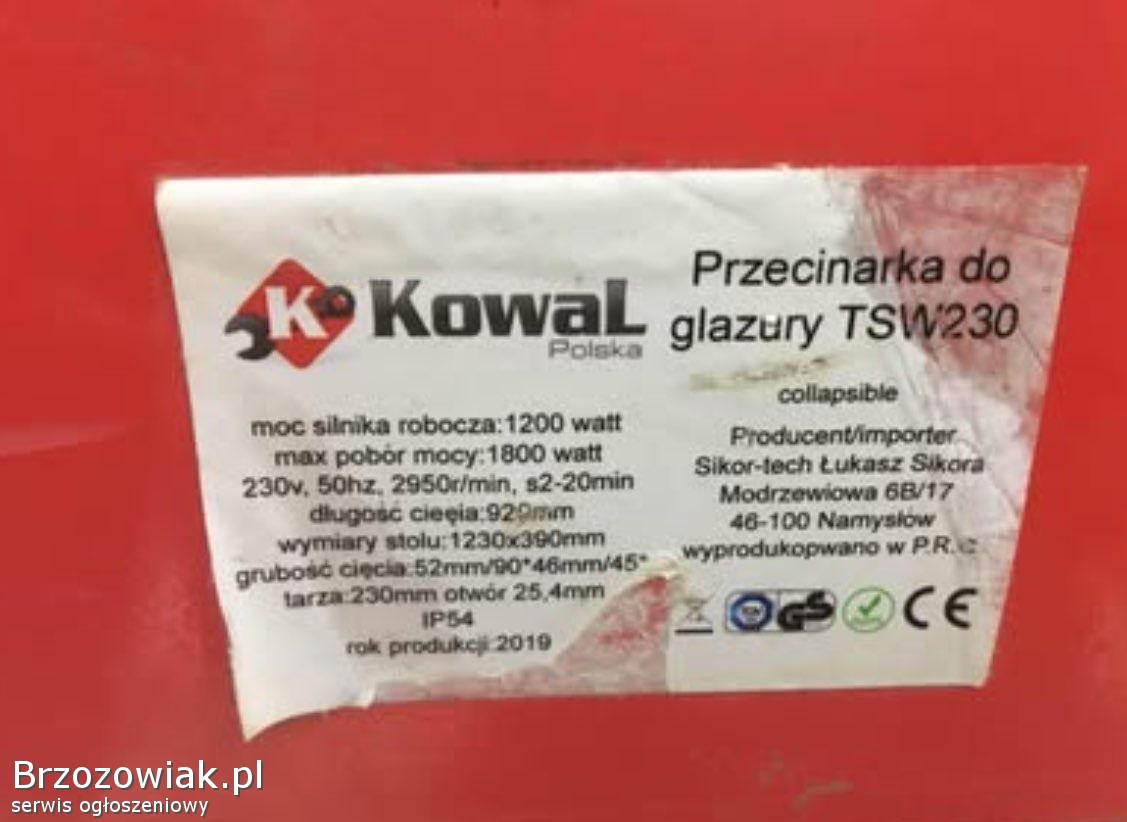 K KowaL
Polska
Przecinarka do
glazury TSW230
collapsible
moc silnika robocza:1200 watt
max pobór mocy:1800 watt
230v, 50hz, 2950r/min, s2-20min
długość cieęia:920mm
wymiary stolu:1230x390mm
grubość cięcia:52mm/90°46mm/45°
tarza:230mm otwór 25,4mm
IP54
rok produkcji:2019
Producent/importer
Sikor-tech Łukasz Sikora
Modrzewiowa 6B/17
46-100 Namysłów
wyprodukopwano w P.R.C
GS CE
Brzozowiak.pl
serwis ogłoszeniowy